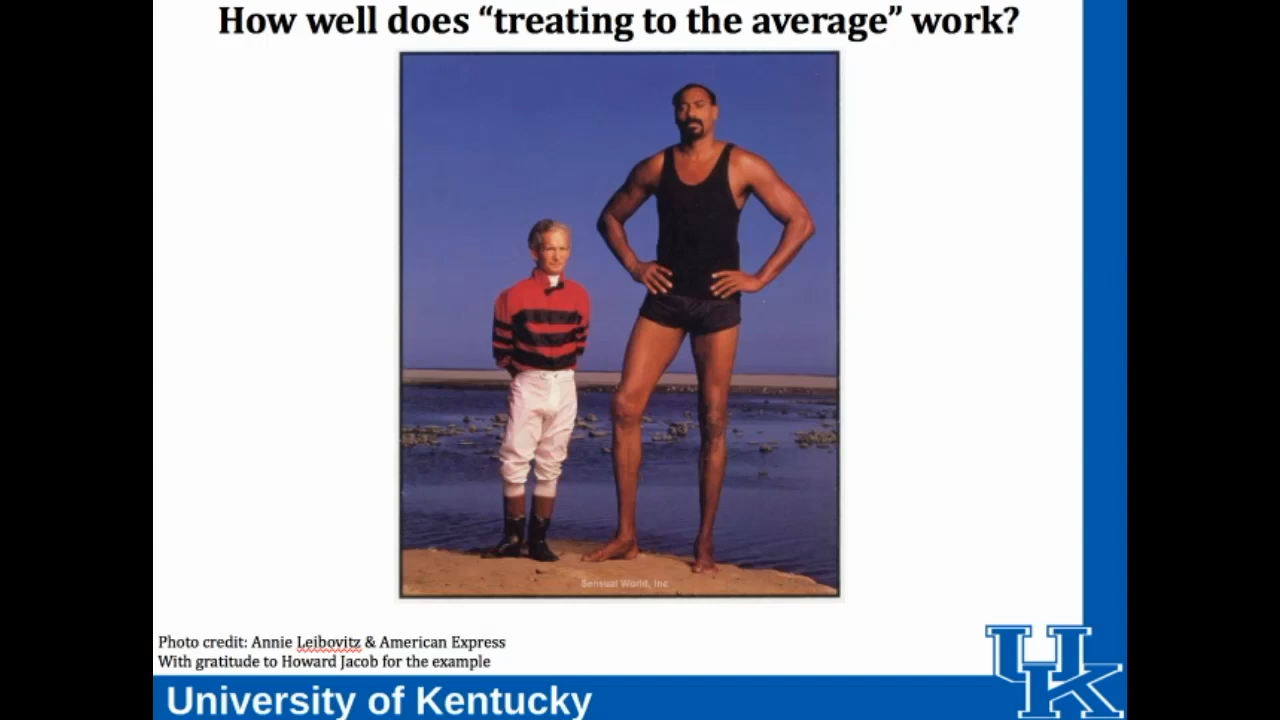 How well does “treating to the average” work?
Sensual World, Inc
Photo credit: Annie Leibovitz & American Express
With gratitude to Howard Jacob for the example
University of Kentucky
UK